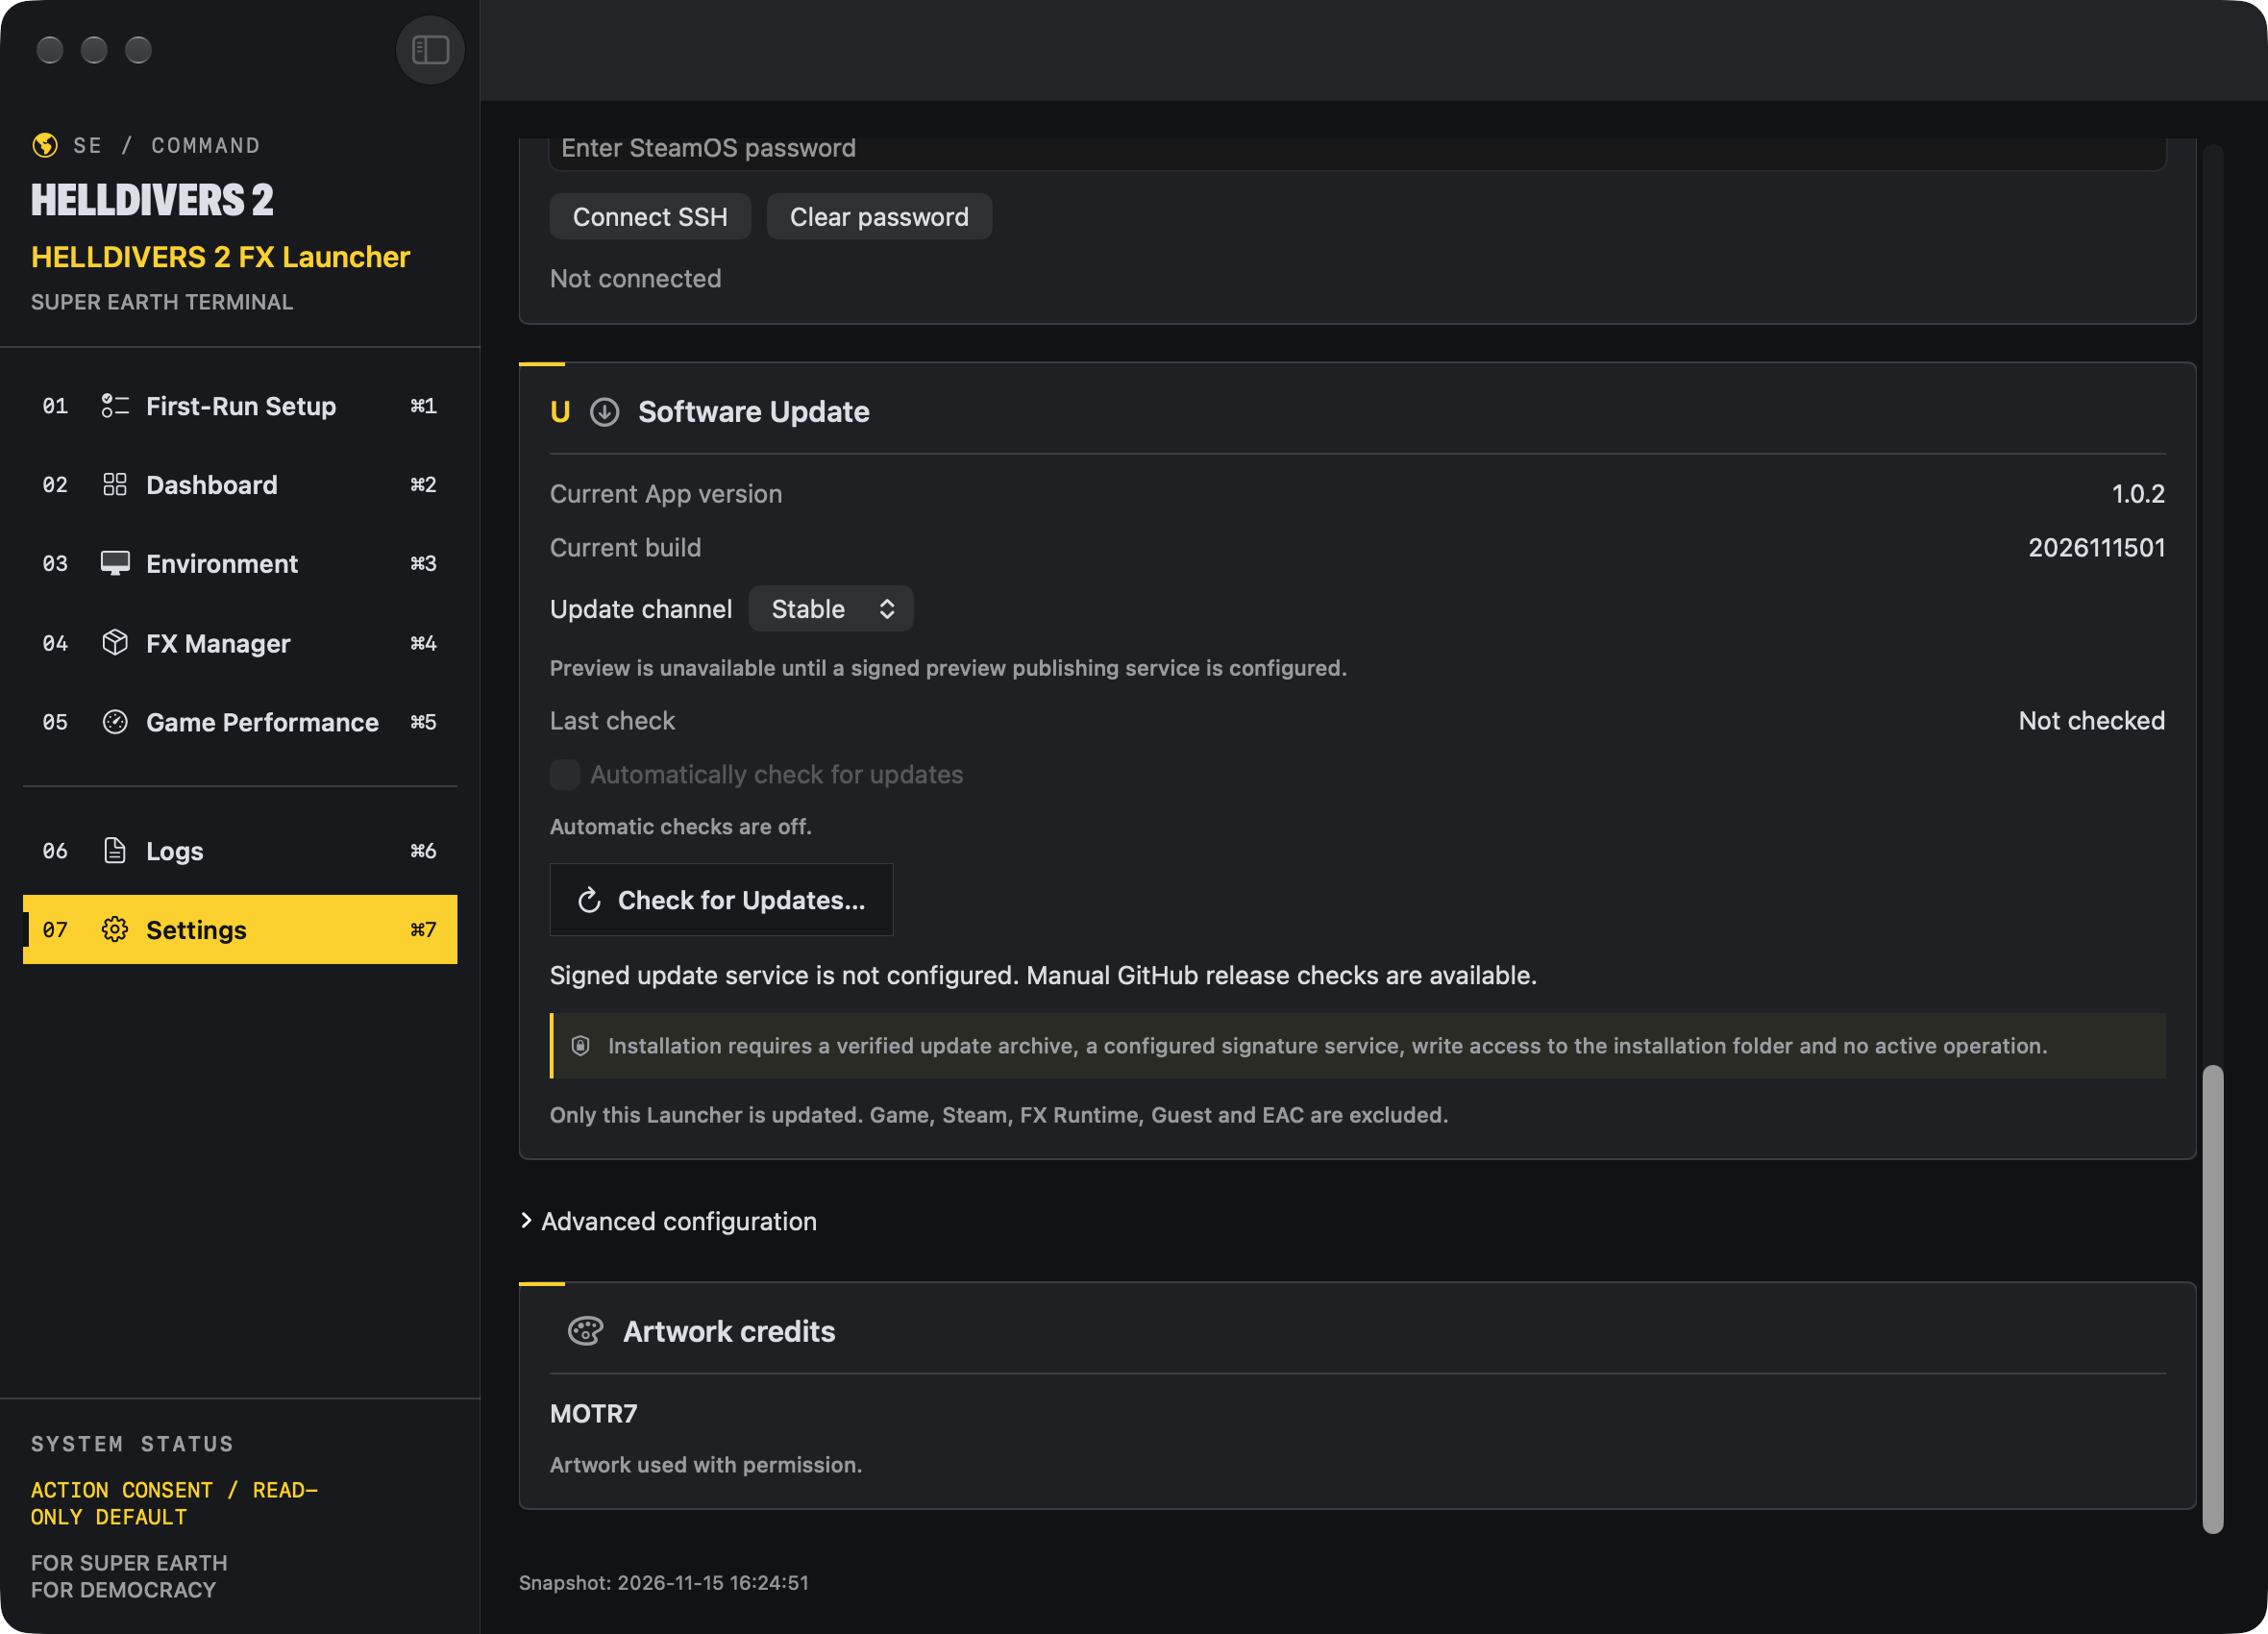 SE / COMMAND
HELLDIVERS 2
HELLDIVERS 2 FX Launcher
SUPER EARTH TERMINAL
01 First-Run Setup ⌘1
02 Dashboard ⌘2
03 Environment ⌘3
04 FX Manager ⌘4
05 Game Performance ⌘5
06 Logs ⌘6
07 Settings ⌘7
SYSTEM STATUS
ACTION CONSENT / READ-
ONLY DEFAULT
FOR SUPER EARTH
FOR DEMOCRACY
Enter SteamOS password
Connect SSH Clear password
Not connected
U Software Update
Current App version 1.0.2
Current build 2026111501
Update channel Stable
Preview is unavailable until a signed preview publishing service is configured.
Last check Not checked
Automatically check for updates
Automatic checks are off.
Check for Updates...
Signed update service is not configured. Manual GitHub release checks are available.
Installation requires a verified update archive, a configured signature service, write access to the installation folder and no active operation.
Only this Launcher is updated. Game, Steam, FX Runtime, Guest and EAC are excluded.
Advanced configuration
Artwork credits
MOTR7
Artwork used with permission.
Snapshot: 2026-11-15 16:24:51